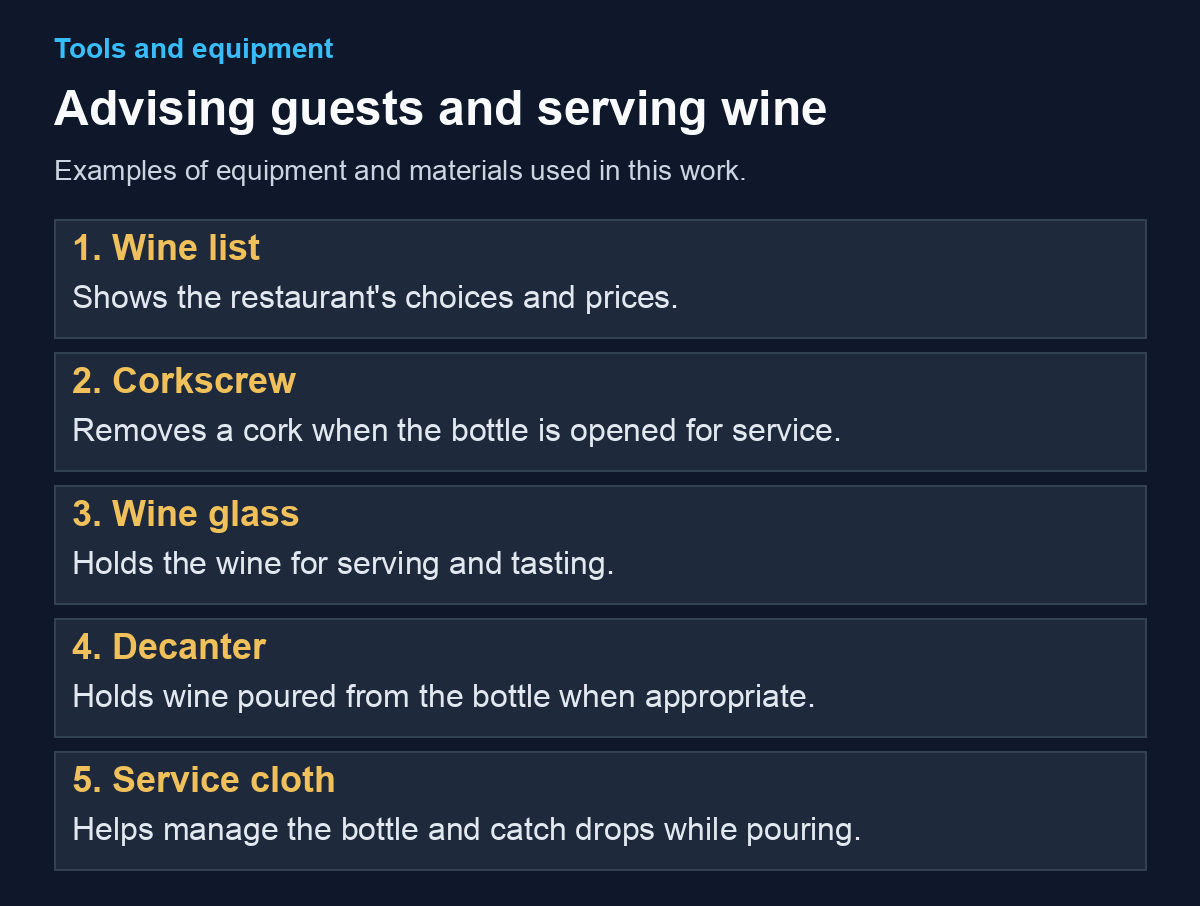 Tools and equipment
Advising guests and serving wine
Examples of equipment and materials used in this work.
1. Wine list
Shows the restaurant's choices and prices.
2. Corkscrew
Removes a cork when the bottle is opened for service.
3. Wine glass
Holds the wine for serving and tasting.
4. Decanter
Holds wine poured from the bottle when appropriate.
5. Service cloth
Helps manage the bottle and catch drops while pouring.